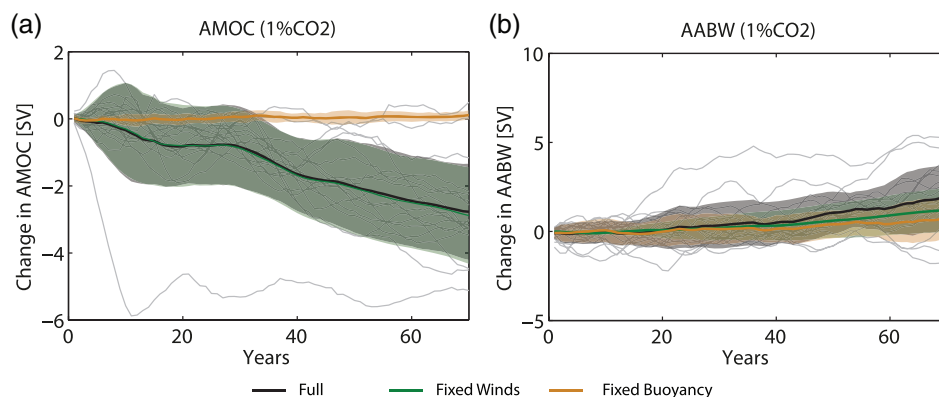 (a)
AMOC (1%CO2)
Change in AMOC [SV]
2
0
−2
−4
−6
0
20
40
60
Years
(b)
AABW (1%CO2)
Change in AABW [SV]
10
5
0
−5
0
20
40
60
Years
Full
Fixed Winds
Fixed Buoyancy